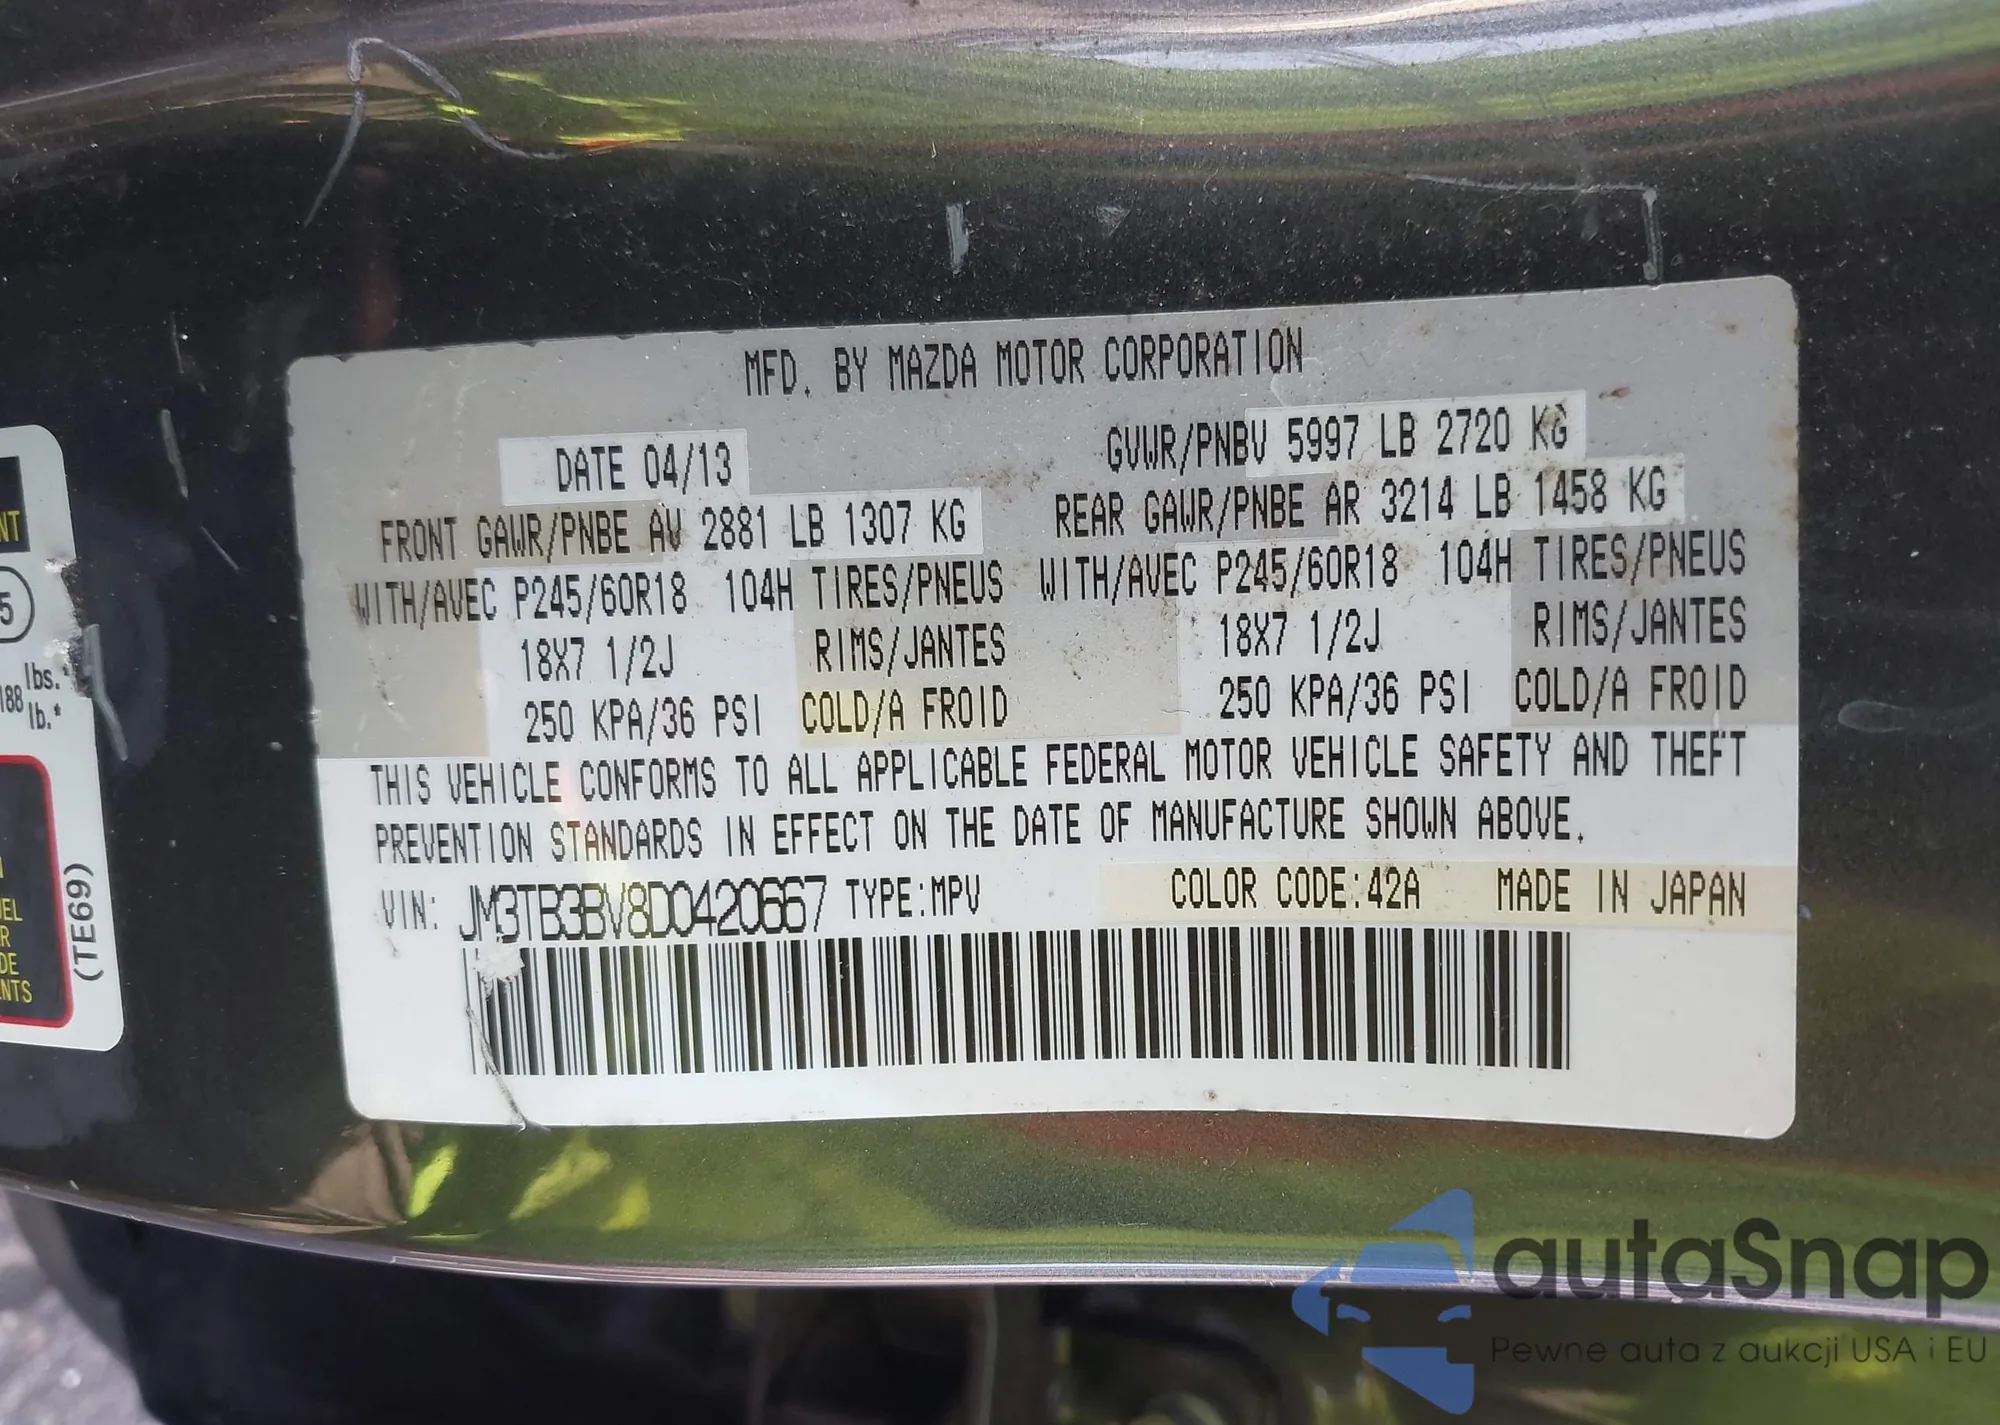 MFD. BY MAZDA MOTOR CORPORATION
DATE 04/13
GVWR/PNBV 5997 LB 2720 KG
FRONT GAWR/PNBE AV 2881 LB 1307 KG
REAR GAWR/PNBE AR 3214 LB 1458 KG
WITH/AVEC P245/60R18 104H TIRES/PNEUS
WITH/AVEC P245/60R18 104H TIRES/PNEUS
18X7 1/2J RIMS/JANTES
18X7 1/2J RIMS/JANTES
250 KPA/36 PSI COLD/A FROID
250 KPA/36 PSI COLD/A FROID
THIS VEHICLE CONFORMS TO ALL APPLICABLE FEDERAL MOTOR VEHICLE SAFETY AND THEFT
PREVENTION STANDARDS IN EFFECT ON THE DATE OF MANUFACTURE SHOWN ABOVE.
VIN: JM3TB3BV8D0420667 TYPE:MPV COLOR CODE:42A MADE IN JAPAN
lbs.*
188 lb.*
(TE69)
autaSnap
Pewne auta z aukcji USA i EU